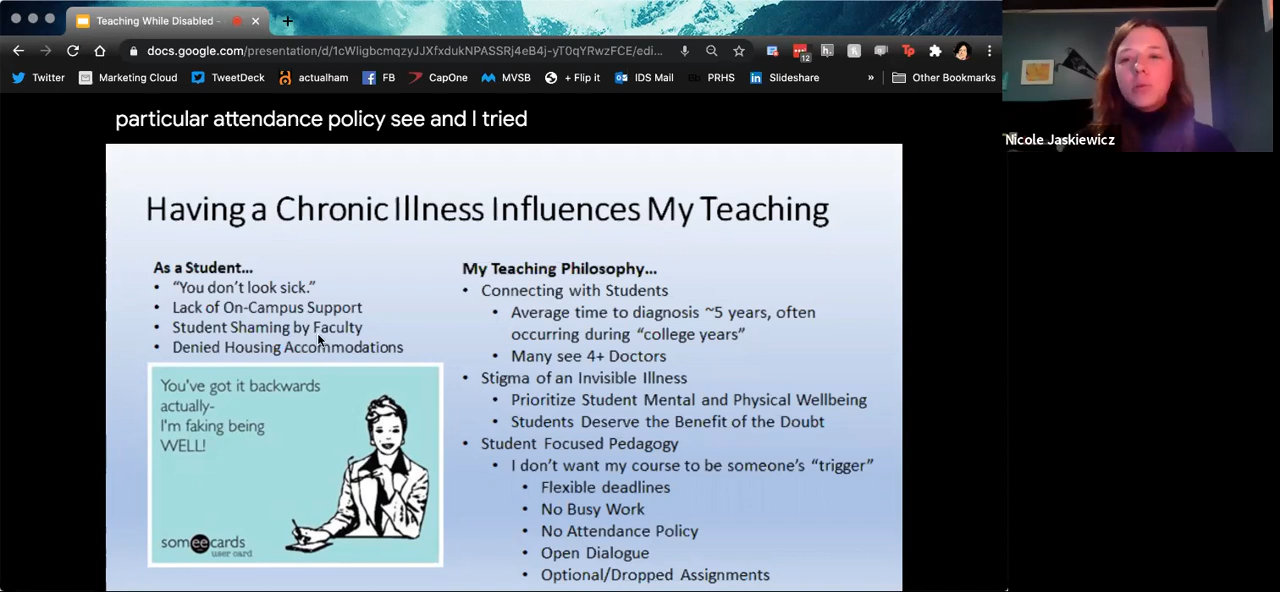 Teaching While Disabled -
docs.google.com/presentation/d/1cWligbcmqzyJJXfxdukNPASSRj4eB4j-yT0qYRwzFCE/edi...
12
h.
Tp
Twitter
Marketing Cloud
TweetDeck
actualham
FB
CapOne
MVSB
+ Flip it
IDS Mail
Bb
PRHS
in
Slideshare
»
Other Bookmarks
particular attendance policy see and I tried
Nicole Jaskiewicz
Having a Chronic Illness Influences My Teaching
As a Student...
• "You don't look sick."
• Lack of On-Campus Support
• Student Shaming by Faculty
• Denied Housing Accommodations
You've got it backwards
actually-
I'm faking being
WELL!
someecards
user card
My Teaching Philosophy...
• Connecting with Students
• Average time to diagnosis ~5 years, often
occurring during "college years"
• Many see 4+ Doctors
• Stigma of an Invisible Illness
• Prioritize Student Mental and Physical Wellbeing
• Students Deserve the Benefit of the Doubt
• Student Focused Pedagogy
• I don't want my course to be someone's "trigger"
• Flexible deadlines
• No Busy Work
• No Attendance Policy
• Open Dialogue
• Optional/Dropped Assignments